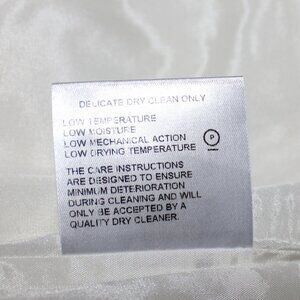 DELICATE DRY CLEAN ONLY
LOW TEMPERATURE
LOW MOISTURE
LOW MECHANICAL ACTION
LOW DRYING TEMPERATURE
P
THE CARE INSTRUCTIONS
ARE DESIGNED TO ENSURE
MINIMUM DETERIORATION
DURING CLEANING AND WILL
ONLY BE ACCEPTED BY A
QUALITY DRY CLEANER.